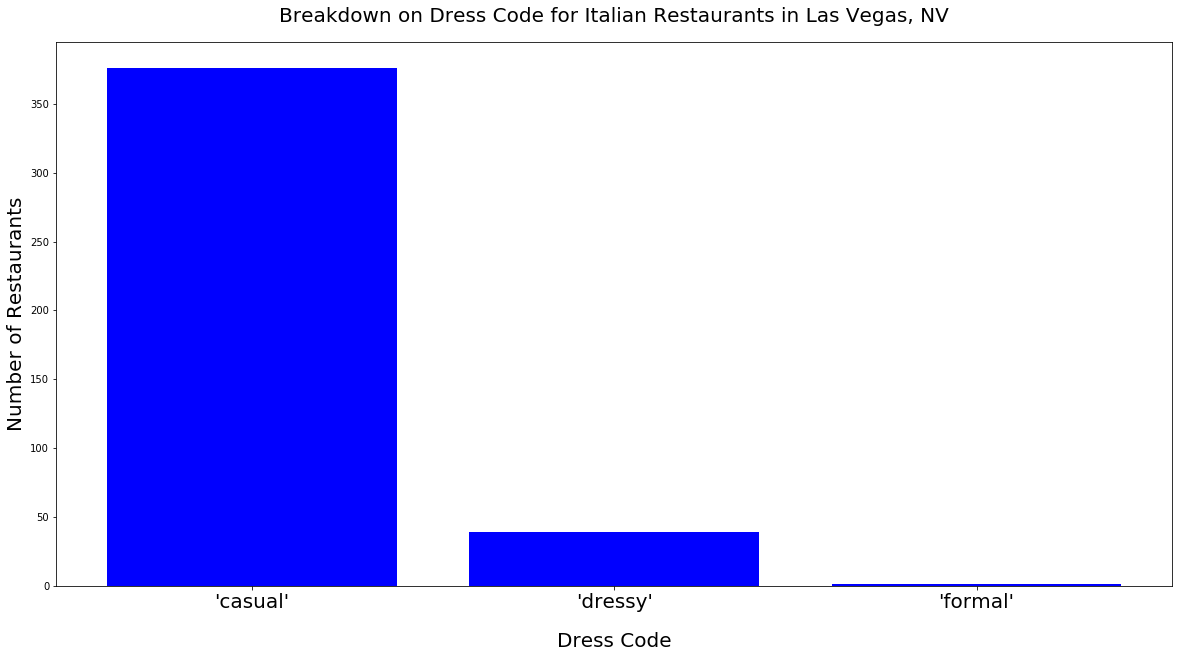 Breakdown on Dress Code for Italian Restaurants in Las Vegas, NV
Number of Restaurants
350
300
250
200
150
100
50
0
'casual'
'dressy'
'formal'
Dress Code